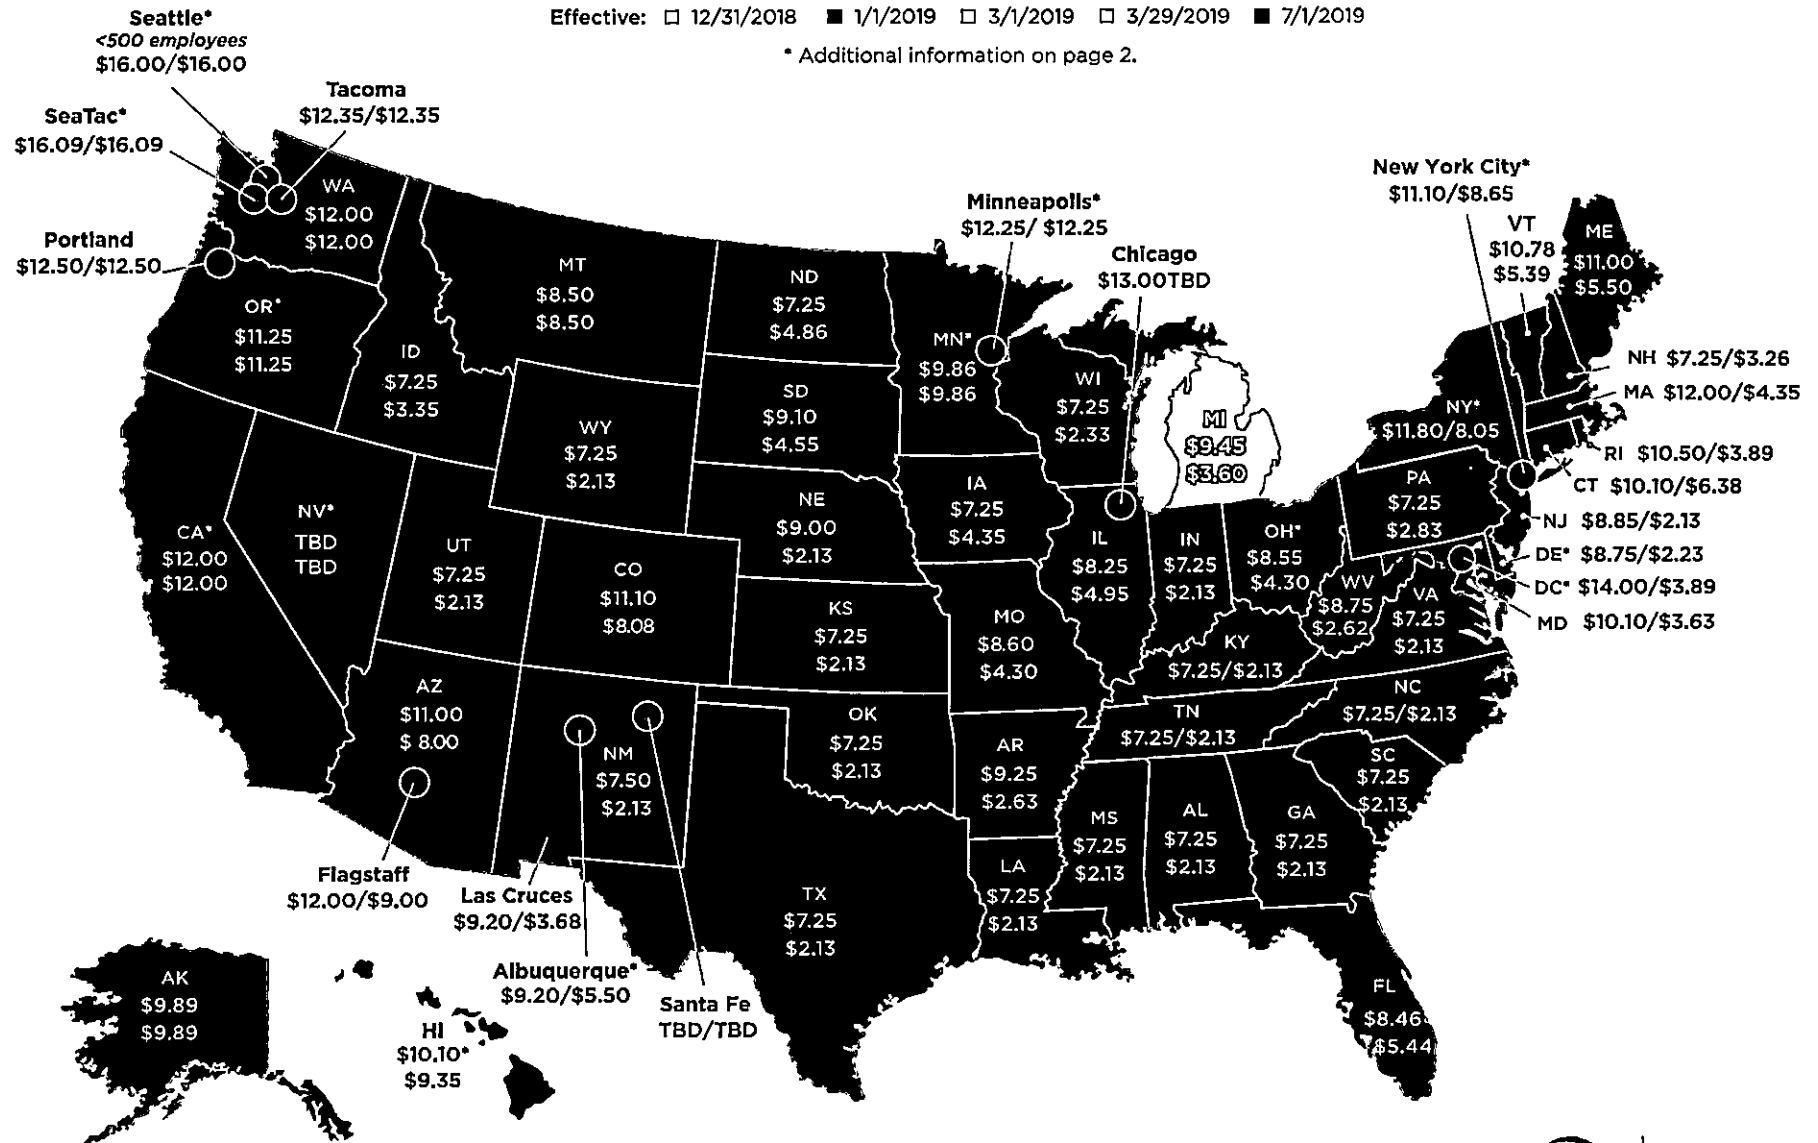 Effective: 12/31/2018 1/1/2019 3/1/2019 3/29/2019 7/1/2019
* Additional information on page 2.
Seattle*
<500 employees
$16.00/$16.00
Tacoma
$12.35/$12.35
SeaTac*
$16.09/$16.09
Portland
$12.50/$12.50
WA
$12.00
$12.00
OR*
$11.25
$11.25
ID
$7.25
$3.35
MT
$8.50
$8.50
ND
$7.25
$4.86
SD
$9.10
$4.55
WY
$7.25
$2.13
NE
$9.00
$2.13
Minneapolis*
$12.25/ $12.25
Chicago
$13.00TBD
MN*
$9.86
$9.86
WI
$7.25
$2.33
MI
$9.45
$3.60
IA
$7.25
$4.35
New York City*
$11.10/$8.65
VT
$10.78
$5.39
ME
$11.00
$5.50
NH $7.25/$3.26
MA $12.00/$4.35
NY*
$11.80/8.05
RI $10.50/$3.89
CT $10.10/$6.38
PA
$7.25
$2.83
NJ $8.85/$2.13
DE* $8.75/$2.23
DC* $14.00/$3.89
MD $10.10/$3.63
CA*
$12.00
$12.00
NV*
TBD
TBD
UT
$7.25
$2.13
CO
$11.10
$8.08
KS
$7.25
$2.13
MO
$8.60
$4.30
IL
$8.25
$4.95
IN
$7.25
$2.13
OH*
$8.55
$4.30
WV
$8.75
$2.62
VA
$7.25
$2.13
KY
$7.25/$2.13
NC
$7.25/$2.13
TN
$7.25/$2.13
SC
$7.25
$2.13
AZ
$11.00
$ 8.00
NM
$7.50
$2.13
OK
$7.25
$2.13
AR
$9.25
$2.63
MS
$7.25
$2.13
AL
$7.25
$2.13
GA
$7.25
$2.13
LA
$7.25
$2.13
TX
$7.25
$2.13
FL
$8.46
$5.44
Flagstaff
$12.00/$9.00
Las Cruces
$9.20/$3.68
Albuquerque*
$9.20/$5.50
Santa Fe
TBD/TBD
AK
$9.89
$9.89
HI
$10.10*
$9.35